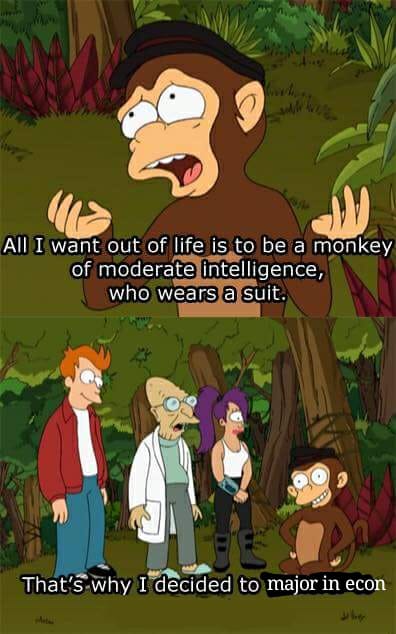 All I want out of life is to be a monkey
of moderate intelligence,
who wears a suit.
That's why I decided to major in econ